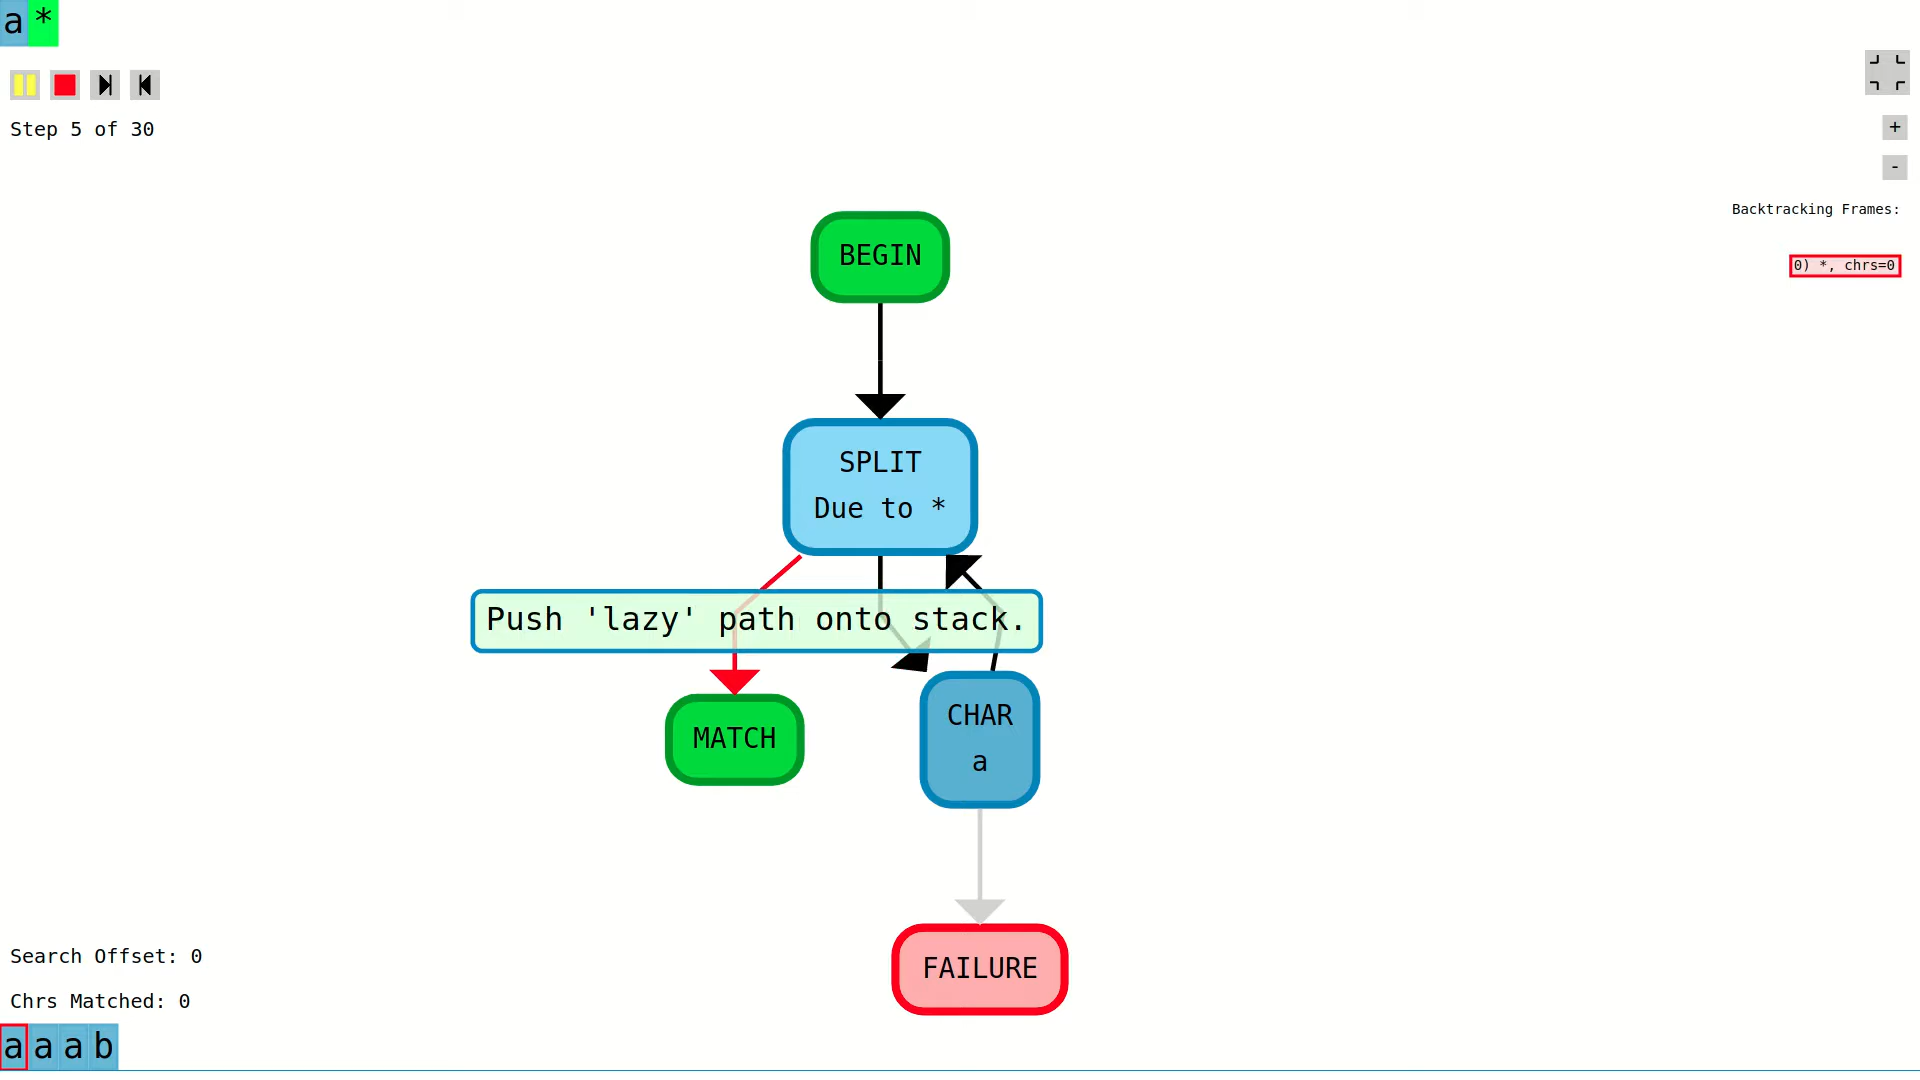 a*
Step 5 of 30
+
-
Backtracking Frames:
0) *, chrs=0
BEGIN
SPLIT
Due to *
Push 'lazy' path onto stack.
MATCH
CHAR
a
FAILURE
Search Offset: 0
Chrs Matched: 0
aaab